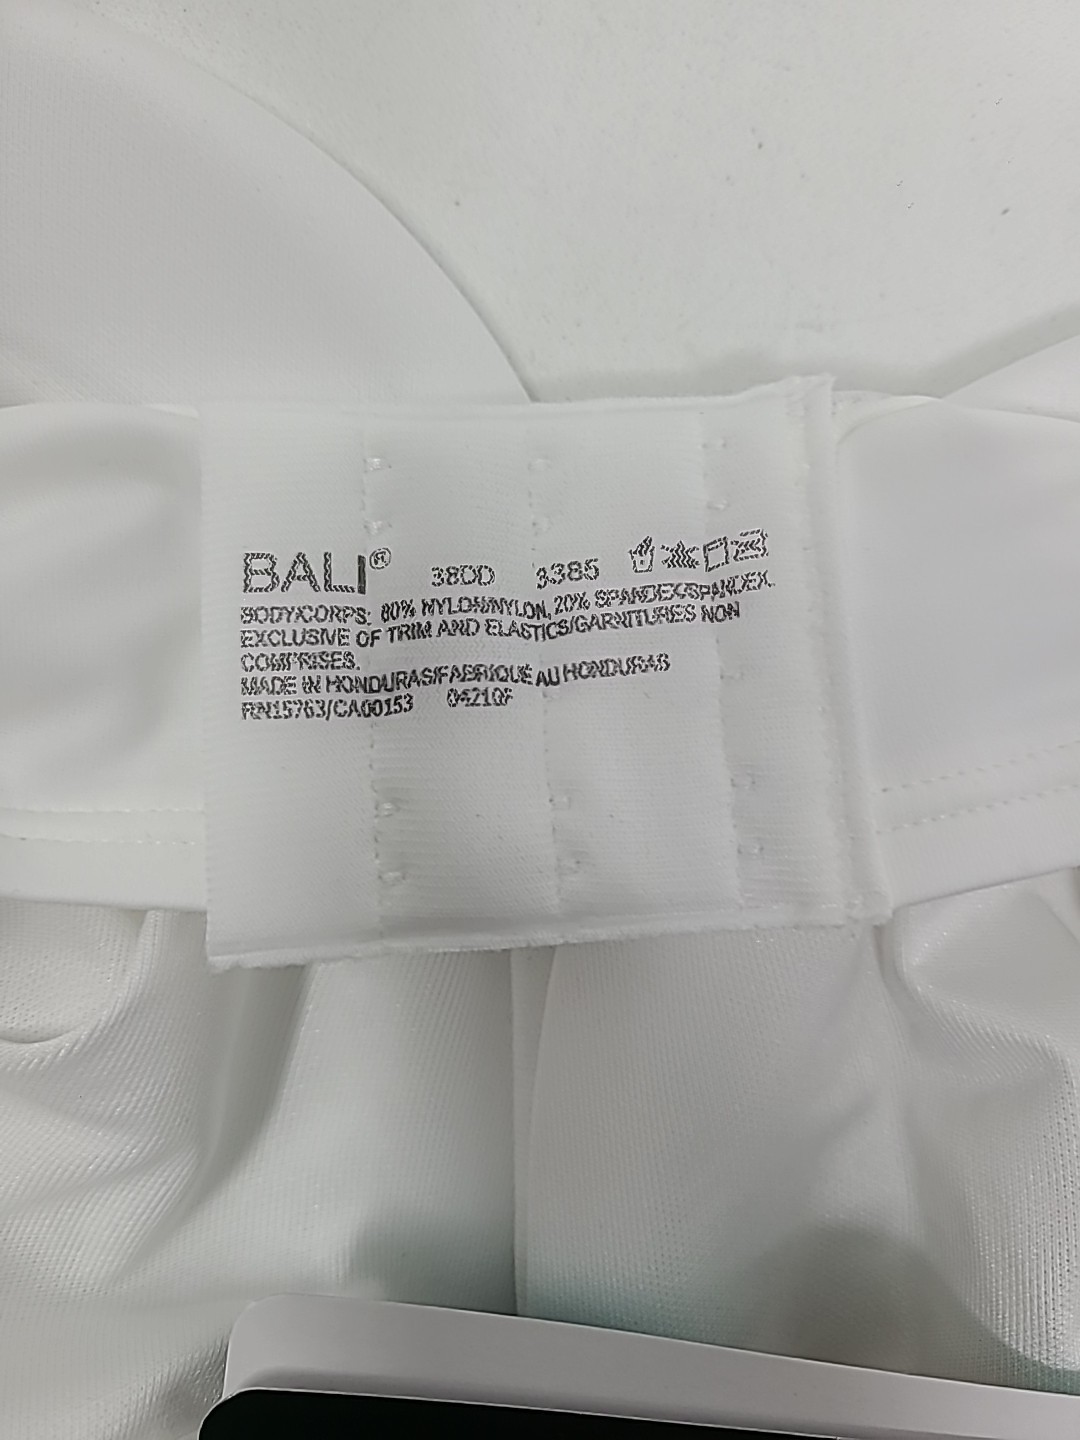 BALI® 38DD 3385
BODY/CORPS: 80% NYLON/NYLON, 20% SPANDEX/SPANDEX.
EXCLUSIVE OF TRIM AND ELASTICS/GARNITURES NON
COMPRISES.
MADE IN HONDURAS/FABRIQUÉ AU HONDURAS
RN15763/CA00153